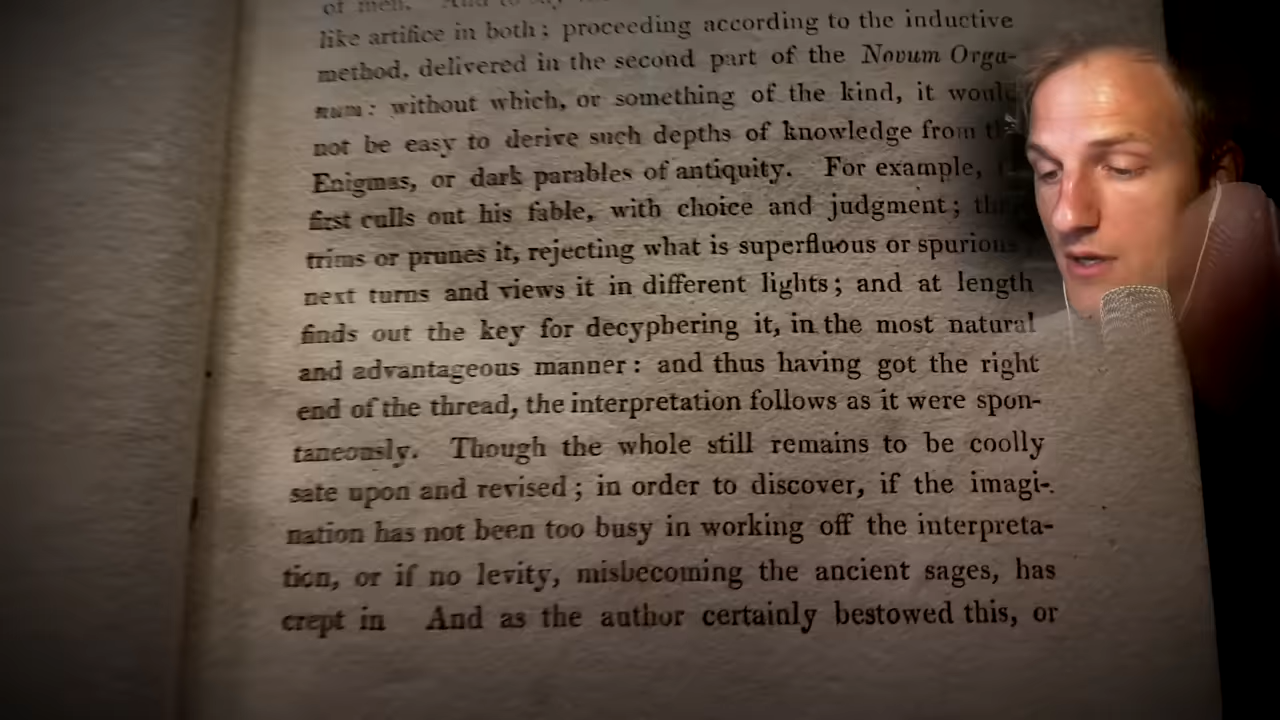 of men. And to say
like artifice in both; proceeding according to the inductive
method, delivered in the second part of the Novum Orga-
num: without which, or something of the kind, it would
not be easy to derive such depths of knowledge from th
Enigmas, or dark parables of antiquity. For example,
first culls out his fable, with choice and judgment; the
trims or prunes it, rejecting what is superfluous or spurious
next turns and views it in different lights; and at length
finds out the key for decyphering it, in the most natural
and advantageous manner: and thus having got the right
end of the thread, the interpretation follows as it were spon-
taneously. Though the whole still remains to be coolly
sate upon and revised; in order to discover, if the imagi-
nation has not been too busy in working off the interpreta-
tion, or if no levity, misbecoming the ancient sages, has
crept in And as the author certainly bestowed this, or